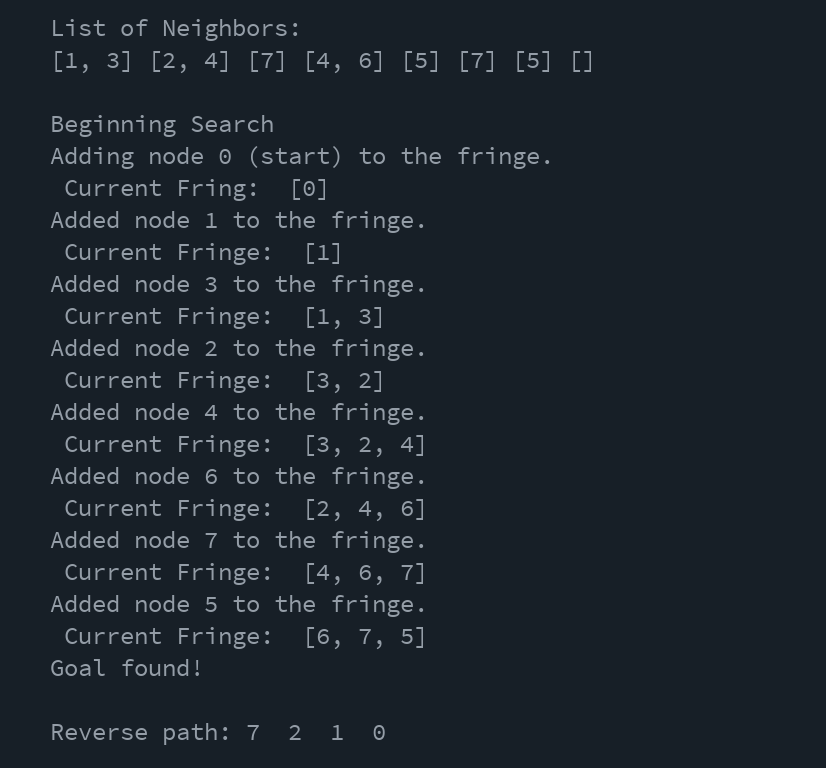 List of Neighbors:
[1, 3] [2, 4] [7] [4, 6] [5] [7] [5] []
Beginning Search
Adding node 0 (start) to the fringe.
Current Fring:  [0]
Added node 1 to the fringe.
Current Fringe:  [1]
Added node 3 to the fringe.
Current Fringe:  [1, 3]
Added node 2 to the fringe.
Current Fringe:  [3, 2]
Added node 4 to the fringe.
Current Fringe:  [3, 2, 4]
Added node 6 to the fringe.
Current Fringe:  [2, 4, 6]
Added node 7 to the fringe.
Current Fringe:  [4, 6, 7]
Added node 5 to the fringe.
Current Fringe:  [6, 7, 5]
Goal found!
Reverse path: 7  2  1  0